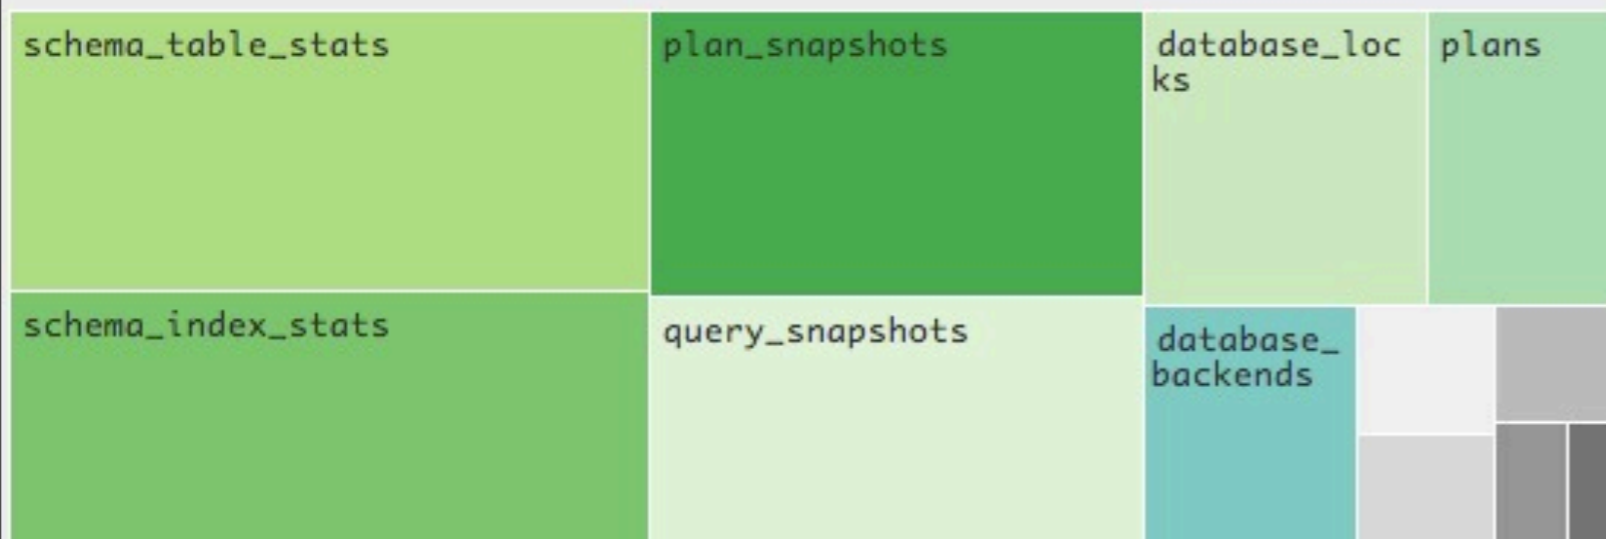 schema_table_stats
plan_snapshots
database_loc
ks
plans
schema_index_stats
query_snapshots
database_
backends